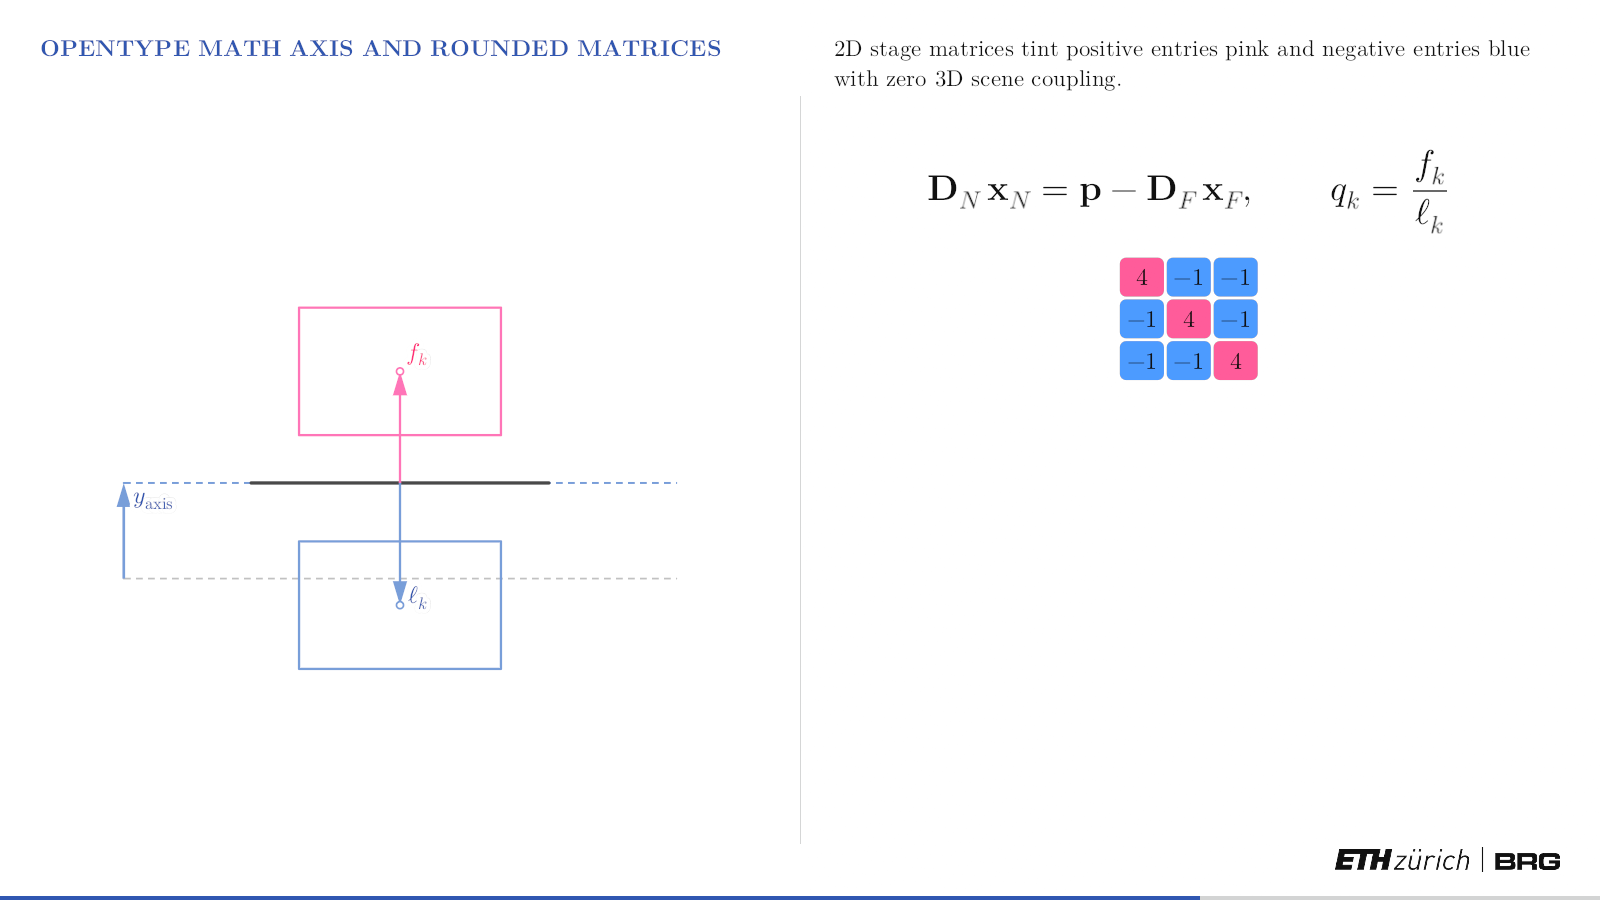 OPENTYPE MATH AXIS AND ROUNDED MATRICES
2D stage matrices tint positive entries pink and negative entries blue
with zero 3D scene coupling.
𝐃_N 𝐱_N = 𝐩 − 𝐃_F 𝐱_F,   q_k = f_k / ℓ_k
4 −1 −1
−1 4 −1
−1 −1 4
f_k
y_axis
ℓ_k
ETH zürich | BRG